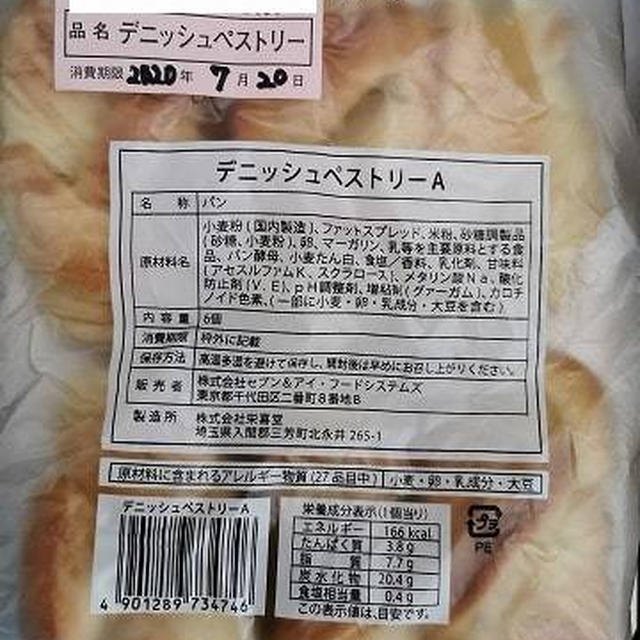 品名 デニッシュペストリー
消費期限 2020年 7月20日
デニッシュペストリーA
名称 パン
原材料名 小麦粉(国内製造)、ファットスプレッド、米粉、砂糖調製品
(砂糖、小麦粉)、卵、マーガリン、乳等を主要原料とする食
品、パン酵母、小麦たん白、食塩／香料、乳化剤、甘味料
(アセスルファムK、スクラロース)、メタリン酸Na、酸化
防止剤(V.E)、pH調整剤、増粘剤(グァーガム)、カロチ
ノイド色素、(一部に小麦・卵・乳成分・大豆を含む)
内容量 6個
消費期限 枠外に記載
保存方法 高温多湿を避けて保存し、開封後は早めにお召し上がりください。
販売者 株式会社セブン&アイ・フードシステムズ
東京都千代田区二番町8番地8
製造所 株式会社栄喜堂
埼玉県入間郡三芳町北永井 265-1
原材料に含まれるアレルギー物質(27品目中) 小麦・卵・乳成分・大豆
デニッシュペストリーA
4 901289 734746
栄養成分表示(1個当り)
エネルギー 166 kcal
たんぱく質 3.8g
脂質 7.7g
炭水化物 20.4g
食塩相当量 0.4g
この表示値は、目安です。
プラ
PE